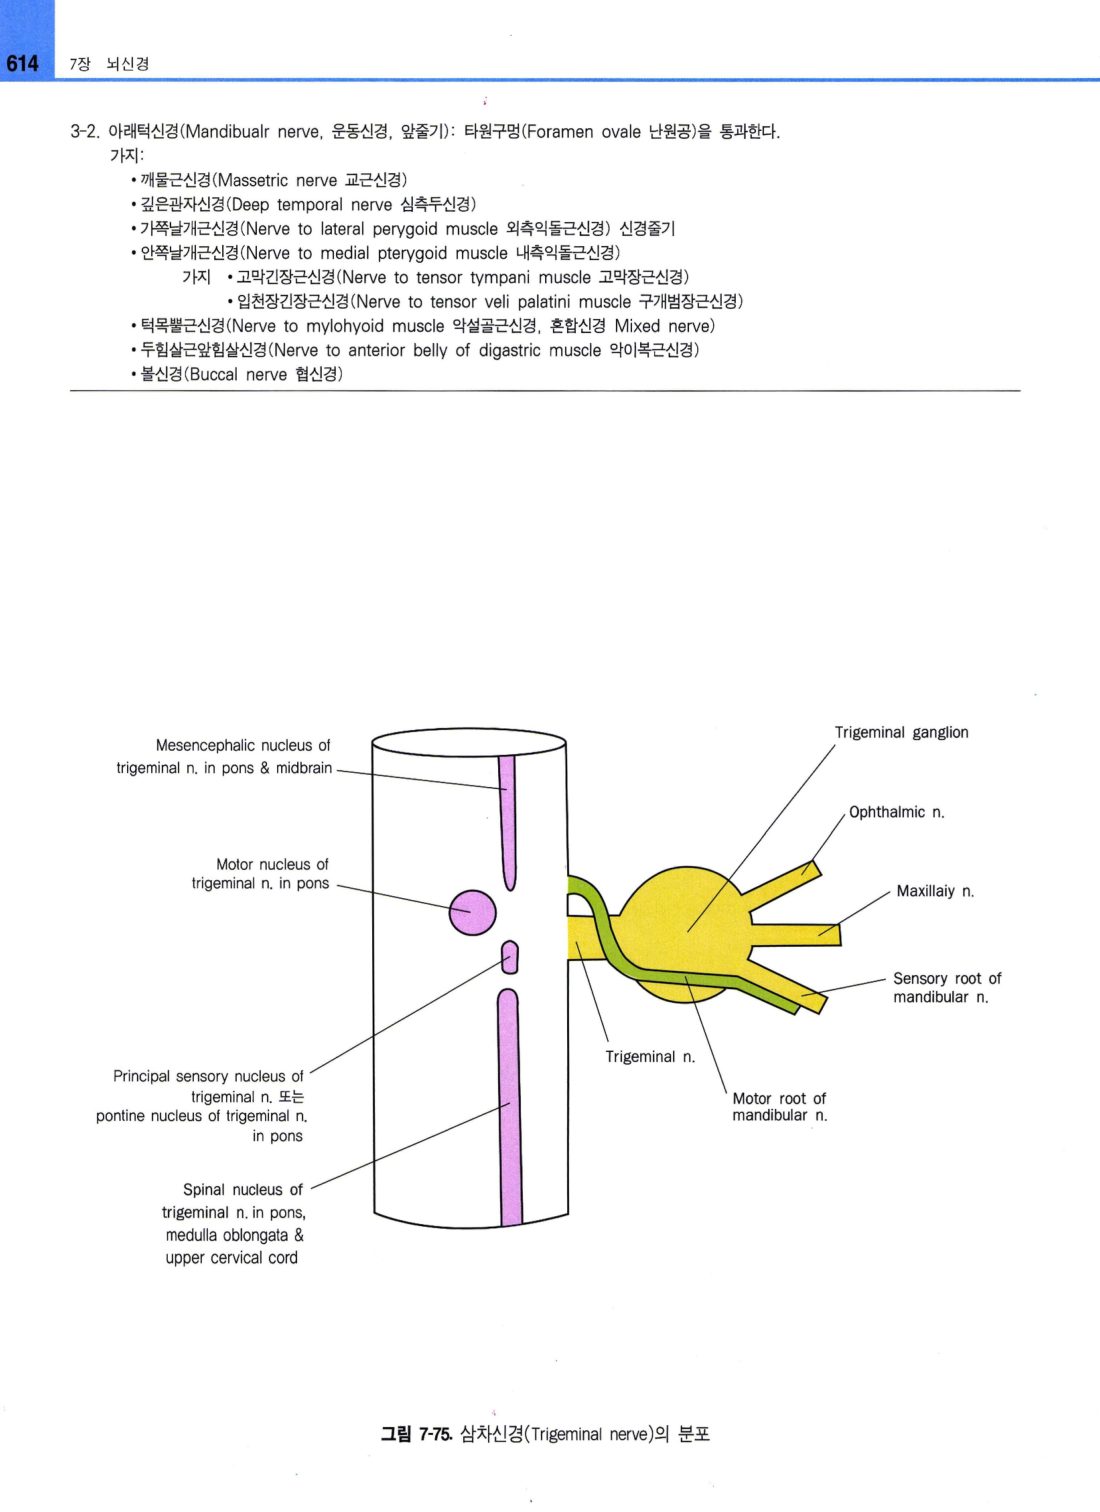 614 7장 뇌신경
3-2. 아래턱신경(Mandibualr nerve, 운동신경, 앞줄기): 타원구멍(Foramen ovale 난원공)을 통과한다.
가지:
• 깨물근신경(Massetric nerve 교근신경)
• 깊은관자신경(Deep temporal nerve 심측두신경)
• 가쪽날개근신경(Nerve to lateral perygoid muscle 외측익돌근신경) 신경줄기
• 안쪽날개근신경(Nerve to medial pterygoid muscle 내측익돌근신경)
가지 • 고막긴장근신경(Nerve to tensor tympani muscle 고막장근신경)
• 입천장긴장근신경(Nerve to tensor veli palatini muscle 구개범장근신경)
• 턱목뿔근신경(Nerve to mylohyoid muscle 악설골근신경, 혼합신경 Mixed nerve)
• 두힘살근앞힘살신경(Nerve to anterior belly of digastric muscle 악이복근신경)
• 볼신경(Buccal nerve 협신경)
Mesencephalic nucleus of
trigeminal n. in pons & midbrain
Motor nucleus of
trigeminal n. in pons
Principal sensory nucleus of
trigeminal n. 또는
pontine nucleus of trigeminal n.
in pons
Spinal nucleus of
trigeminal n. in pons,
medulla oblongata &
upper cervical cord
Trigeminal ganglion
Ophthalmic n.
Maxillaiy n.
Sensory root of
mandibular n.
Trigeminal n.
Motor root of
mandibular n.
그림 7-75. 삼차신경(Trigeminal nerve)의 분포